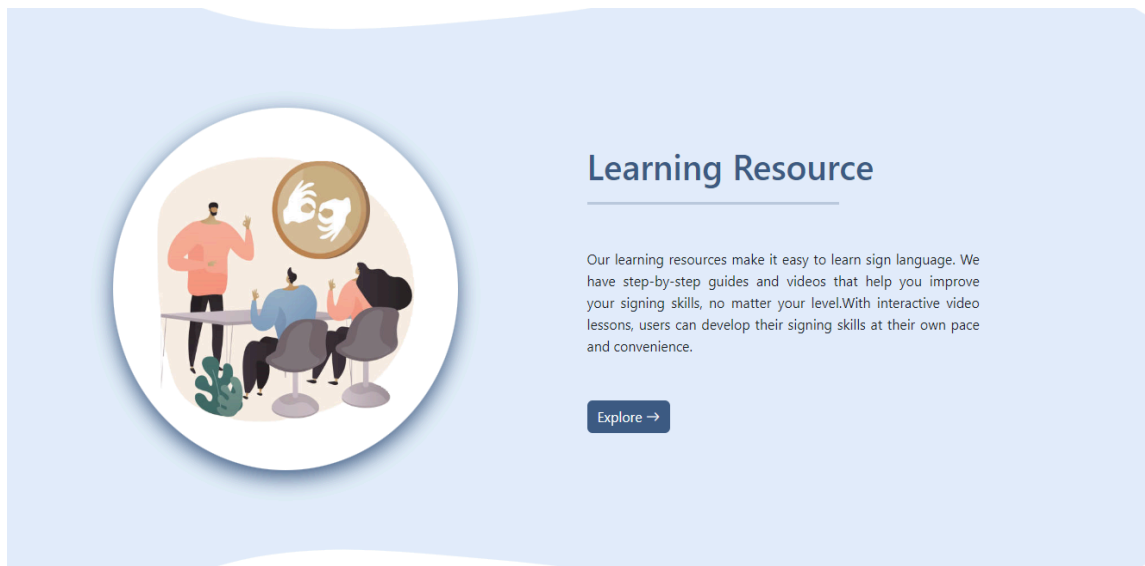 Learning Resource
Our learning resources make it easy to learn sign language. We
have step-by-step guides and videos that help you improve
your signing skills, no matter your level.With interactive video
lessons, users can develop their signing skills at their own pace
and convenience.
Explore →